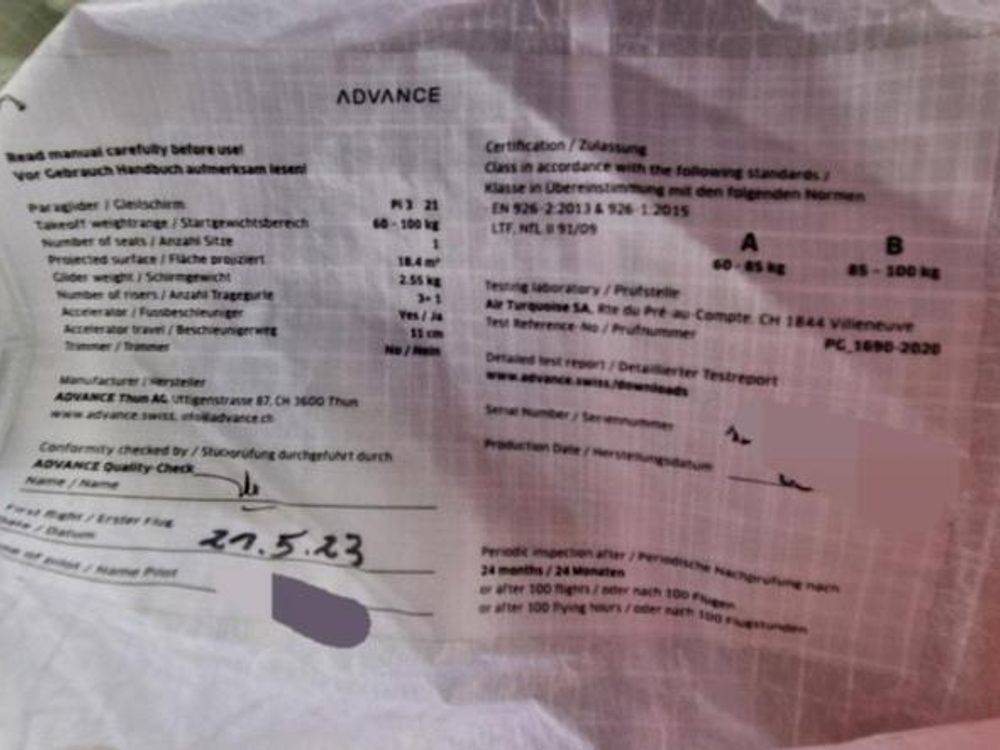 ADVANCE
Read manual carefully before use!
Vor Gebrauch Handbuch aufmerksam lesen!
Paraglider / Gleitschirm PI 3 21
Takeoff weightrange / Startgewichtsbereich 60 - 100 kg
Number of seats / Anzahl Sitze 1
Projected surface / Fläche projiziert 18.4 m²
Glider weight / Schirmgewicht 2.55 kg
Number of risers / Anzahl Tragegurte 3+1
Accelerator / Fussbeschleuniger Yes / Ja
Accelerator travel / Beschleunigerweg 11 cm
Trimmer / Trimmer No / Nein
Manufacturer / Hersteller
ADVANCE Thun AG, Uttigenstrasse 87, CH 3600 Thun
www.advance.swiss, info@advance.ch
Conformity checked by / Stückprüfung durchgeführt durch
ADVANCE Quality-Check
Name / Name
First flight / Erster Flug
Date / Datum 21.5.23
of pilot / Name Pilot
Certification / Zulassung
Class in accordance with the following standards /
Klasse in Übereinstimmung mit den folgenden Normen
EN 926-2:2013 & 926-1:2015
LTF, NfL II 91/09
A B
60 - 85 kg 85 - 100 kg
Testing laboratory / Prüfstelle
Air Turquoise SA, Rte du Pré-au-Compte, CH 1844 Villeneuve
Test Reference-No / Prüfnummer PG_1690-2020
Detailed test report / Detaillierter Testreport
www.advance.swiss/downloads
Serial Number / Seriennummer
Production Date / Herstellungsdatum
Periodic inspection after / Periodische Nachprüfung nach
24 months / 24 Monaten
or after 100 flights / oder nach 100 Flügen
or after 100 flying hours / oder nach 100 Flugstunden